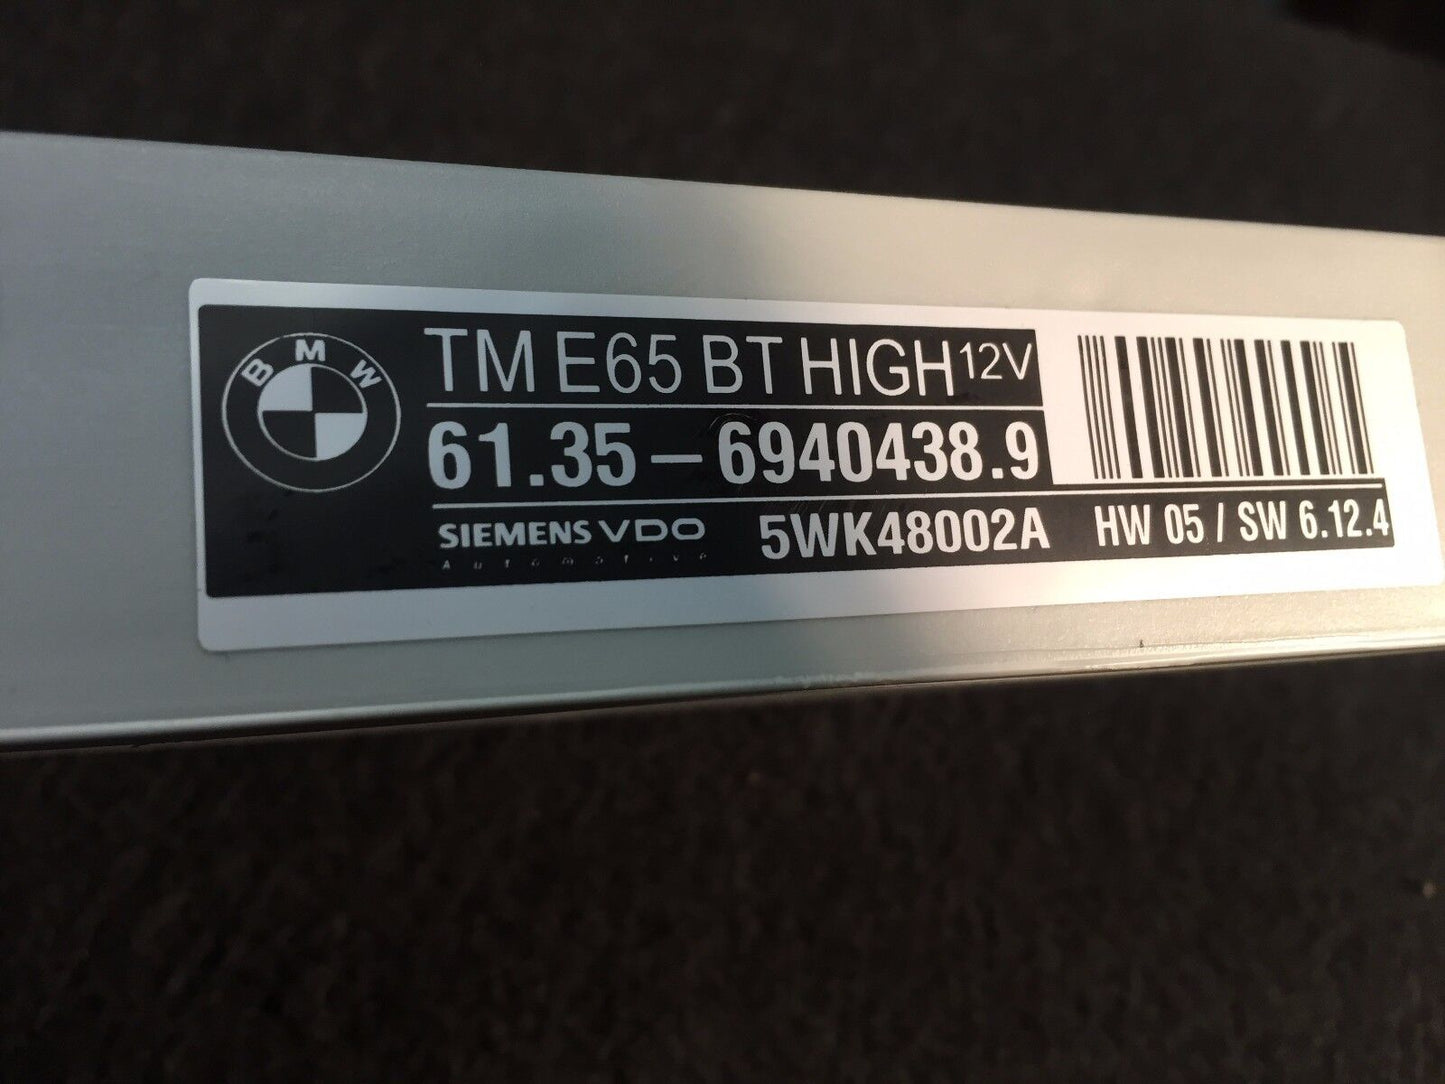 BMW
TM E65 BT HIGH 12V
61.35 – 6940438.9
SIEMENS VDO
Automotive
5WK48002A
HW 05 / SW 6.12.4